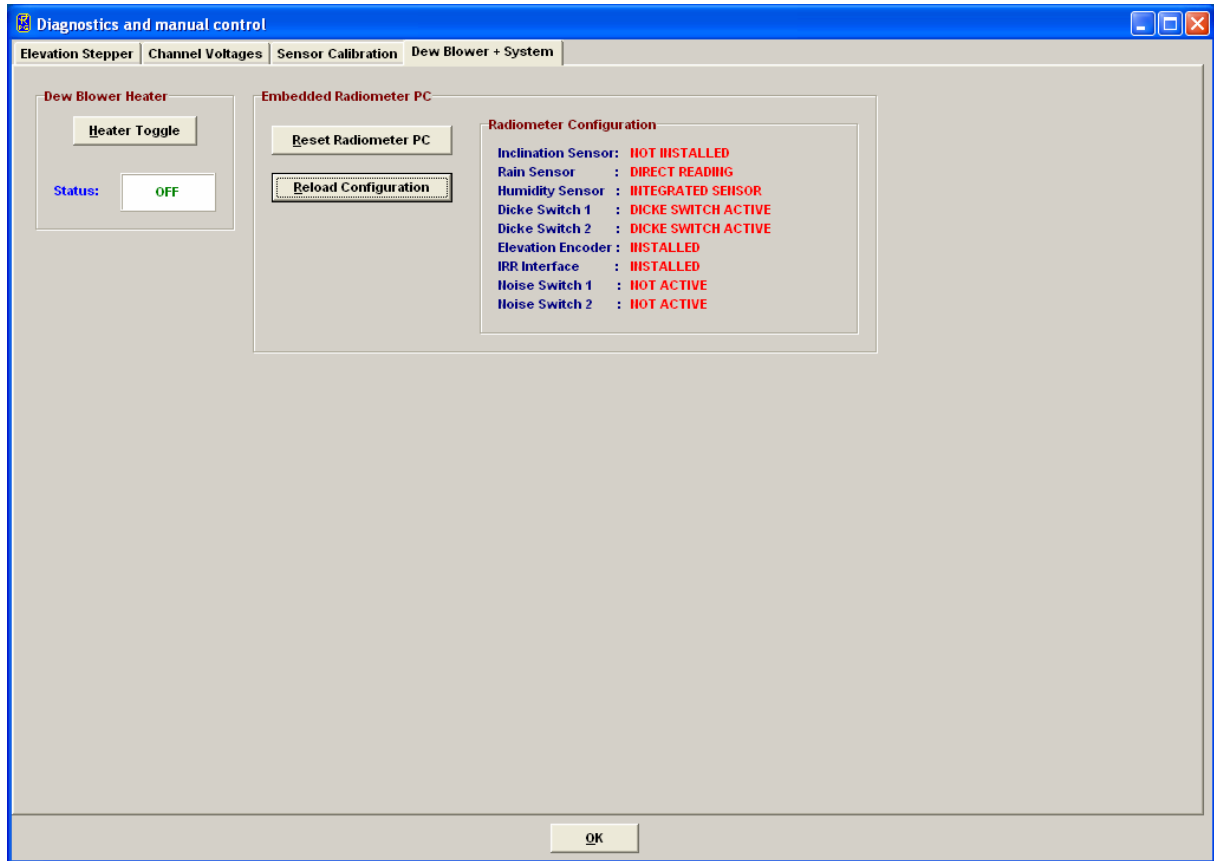 Diagnostics and manual control
Elevation Stepper Channel Voltages Sensor Calibration Dew Blower + System
Dew Blower Heater
Heater Toggle
Status: OFF
Embedded Radiometer PC
Reset Radiometer PC
Reload Configuration
Radiometer Configuration
Inclination Sensor: NOT INSTALLED
Rain Sensor : DIRECT READING
Humidity Sensor : INTEGRATED SENSOR
Dicke Switch 1 : DICKE SWITCH ACTIVE
Dicke Switch 2 : DICKE SWITCH ACTIVE
Elevation Encoder : INSTALLED
IRR Interface : INSTALLED
Noise Switch 1 : NOT ACTIVE
Noise Switch 2 : NOT ACTIVE
OK